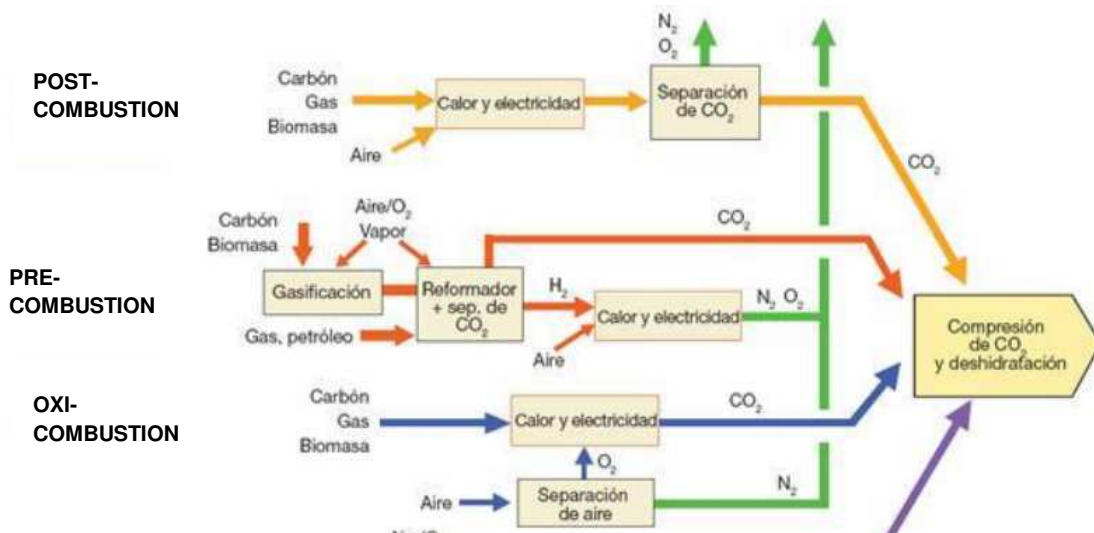 POST-
COMBUSTION
Carbón
Gas
Biomasa
Aire
Calor y electricidad
N₂
O₂
Separación
de CO₂
CO₂
PRE-
COMBUSTION
Carbón
Biomasa
Aire/O₂
Vapor
Gasificación
Gas, petróleo
Reformador
+ sep. de
CO₂
CO₂
H₂
Aire
Calor y electricidad
N₂ O₂
Compresión
de CO₂
y deshidratación
OXI-
COMBUSTION
Carbón
Gas
Biomasa
Calor y electricidad
CO₂
O₂
Aire
Separación
de aire
N₂